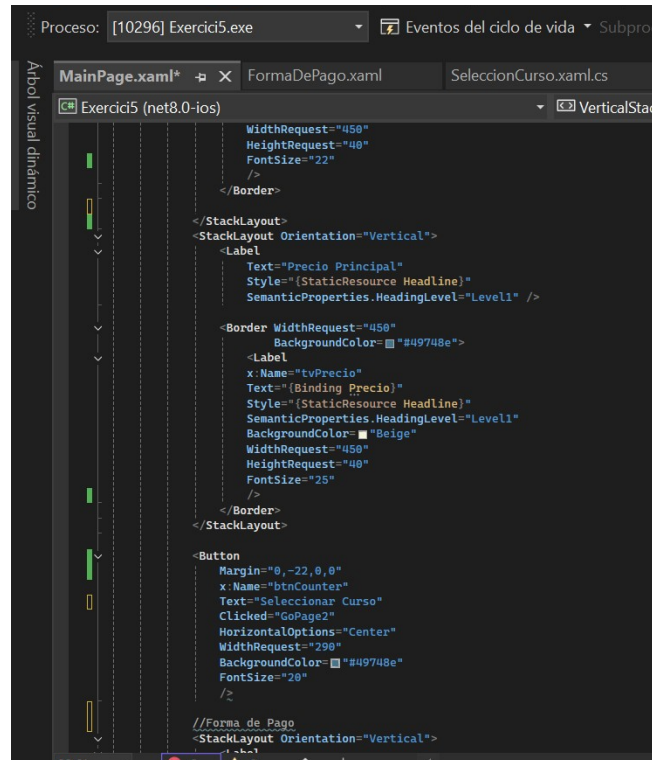 Proceso: [10296] Exercici5.exe Eventos del ciclo de vida Subpro
Árbol visual dinámico
MainPage.xaml* FormaDePago.xaml SeleccionCurso.xaml.cs
C# Exercici5 (net8.0-ios) VerticalStac
WidthRequest="450"
HeightRequest="40"
FontSize="22"
/>
</Border>
</StackLayout>
<StackLayout Orientation="Vertical">
<Label
Text="Precio Principal"
Style="{StaticResource Headline}"
SemanticProperties.HeadingLevel="Level1" />
<Border WidthRequest="450"
BackgroundColor="#49748e">
<Label
x:Name="tvPrecio"
Text="{Binding Precio}"
Style="{StaticResource Headline}"
SemanticProperties.HeadingLevel="Level1"
BackgroundColor="Beige"
WidthRequest="450"
HeightRequest="40"
FontSize="25"
/>
</Border>
</StackLayout>
<Button
Margin="0,-22,0,0"
x:Name="btnCounter"
Text="Seleccionar Curso"
Clicked="GoPage2"
HorizontalOptions="Center"
WidthRequest="290"
BackgroundColor="#49748e"
FontSize="20"
/>
//Forma de Pago
<StackLayout Orientation="Vertical">
<Label